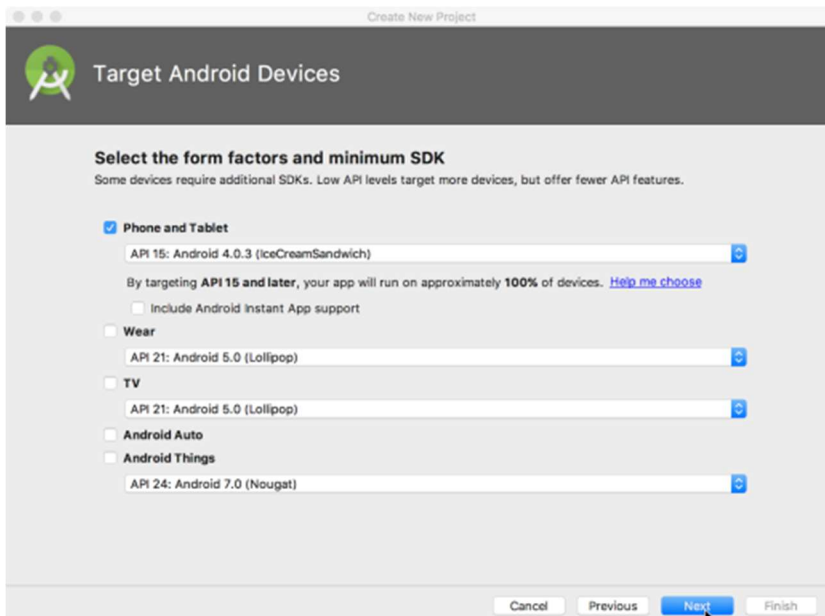 Create New Project
Target Android Devices
Select the form factors and minimum SDK
Some devices require additional SDKs. Low API levels target more devices, but offer fewer API features.
Phone and Tablet
API 15: Android 4.0.3 (IceCreamSandwich)
By targeting API 15 and later, your app will run on approximately 100% of devices. Help me choose
Include Android Instant App support
Wear
API 21: Android 5.0 (Lollipop)
TV
API 21: Android 5.0 (Lollipop)
Android Auto
Android Things
API 24: Android 7.0 (Nougat)
Cancel Previous Next Finish